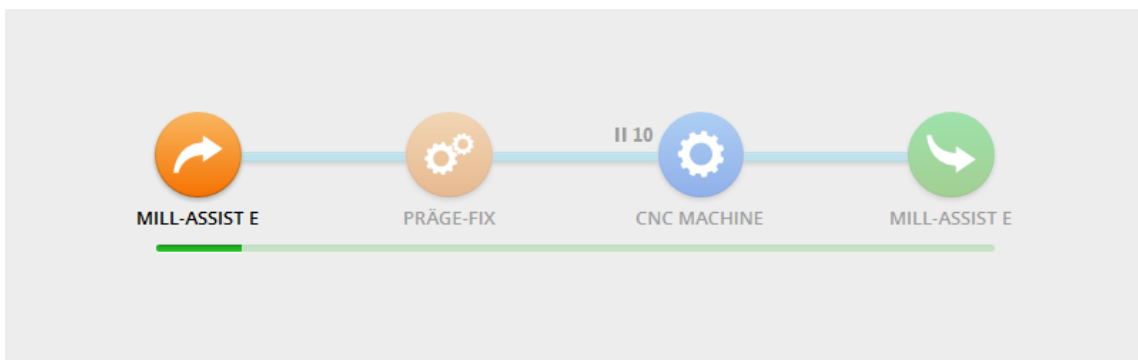 II 10
MILL-ASSIST E
PRÄGE-FIX
CNC MACHINE
MILL-ASSIST E